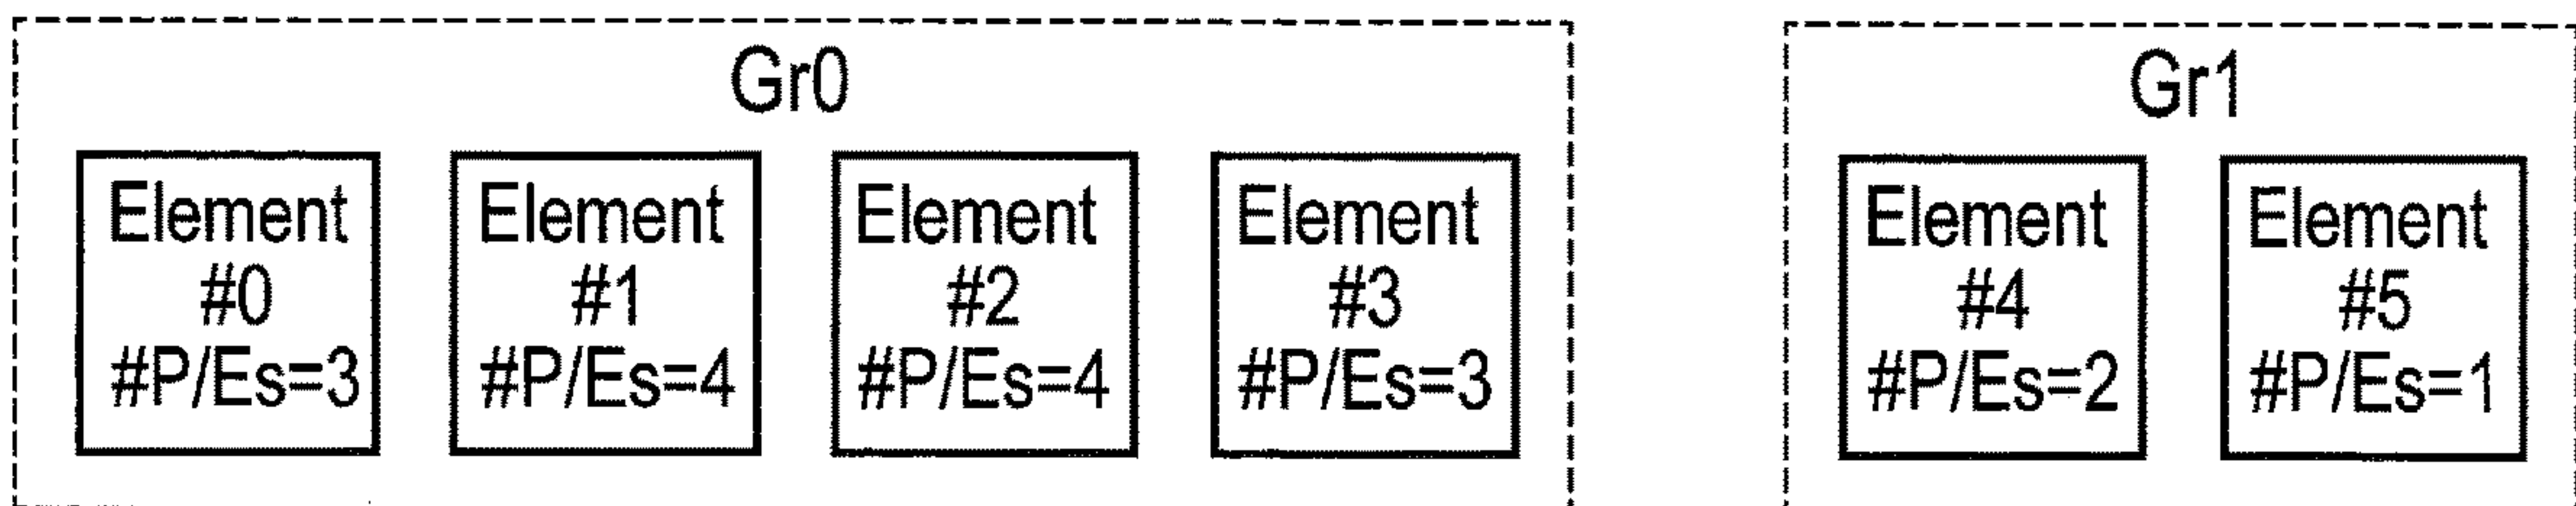 Gr0
Element
#0
#P/Es=3
Element
#1
#P/Es=4
Element
#2
#P/Es=4
Element
#3
#P/Es=3
Gr1
Element
#4
#P/Es=2
Element
#5
#P/Es=1